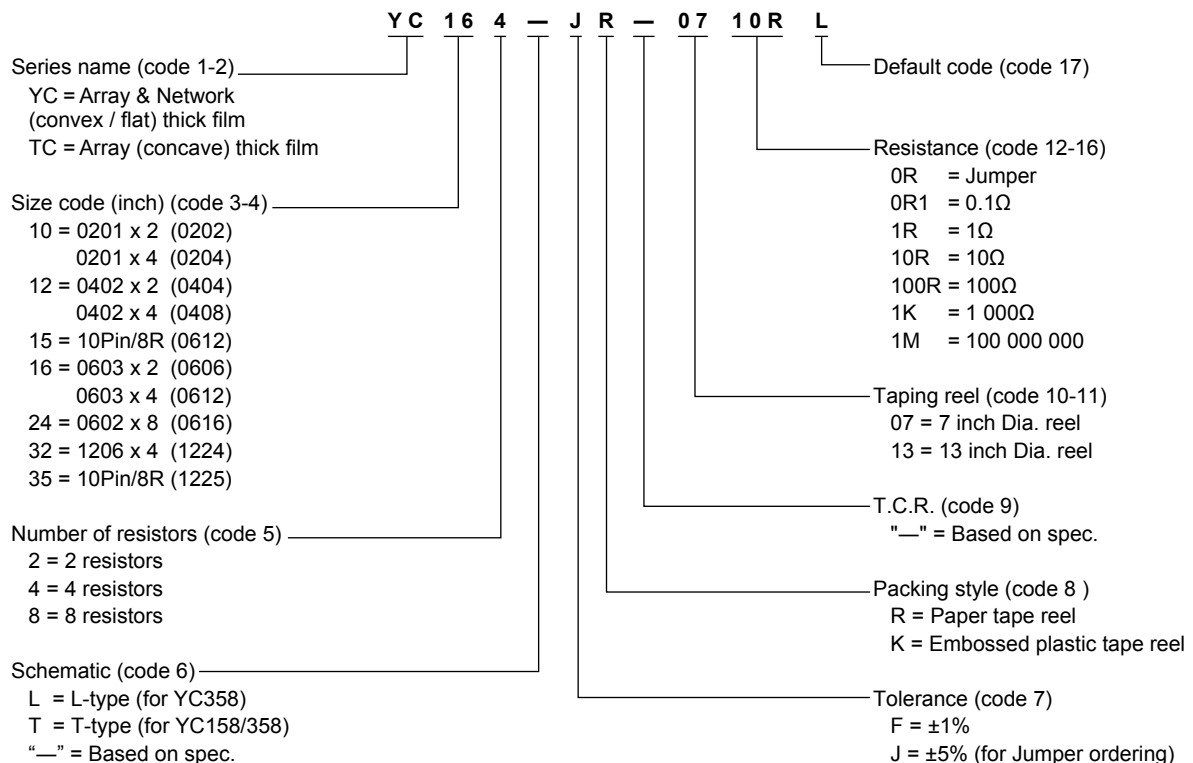 YC 16 4 — J R — 07 10R L
Series name (code 1-2)
YC = Array & Network
(convex / flat) thick film
TC = Array (concave) thick film
Size code (inch) (code 3-4)
10 = 0201 x 2 (0202)
0201 x 4 (0204)
12 = 0402 x 2 (0404)
0402 x 4 (0408)
15 = 10Pin/8R (0612)
16 = 0603 x 2 (0606)
0603 x 4 (0612)
24 = 0602 x 8 (0616)
32 = 1206 x 4 (1224)
35 = 10Pin/8R (1225)
Number of resistors (code 5)
2 = 2 resistors
4 = 4 resistors
8 = 8 resistors
Schematic (code 6)
L = L-type (for YC358)
T = T-type (for YC158/358)
“—” = Based on spec.
Default code (code 17)
Resistance (code 12-16)
0R = Jumper
0R1 = 0.1Ω
1R = 1Ω
10R = 10Ω
100R = 100Ω
1K = 1 000Ω
1M = 100 000 000
Taping reel (code 10-11)
07 = 7 inch Dia. reel
13 = 13 inch Dia. reel
T.C.R. (code 9)
"—" = Based on spec.
Packing style (code 8 )
R = Paper tape reel
K = Embossed plastic tape reel
Tolerance (code 7)
F = ±1%
J = ±5% (for Jumper ordering)